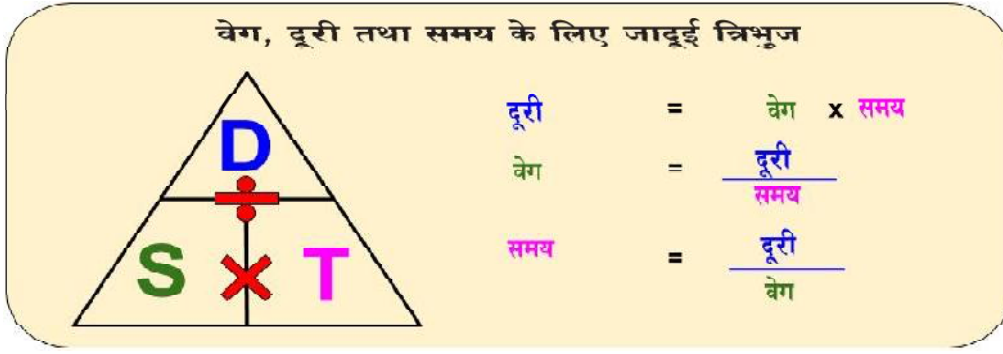 वेग, दूरी तथा समय के लिए जादूई त्रिभूज
D
÷
S × T
दूरी = वेग x समय
वेग = दूरी
समय
समय = दूरी
वेग